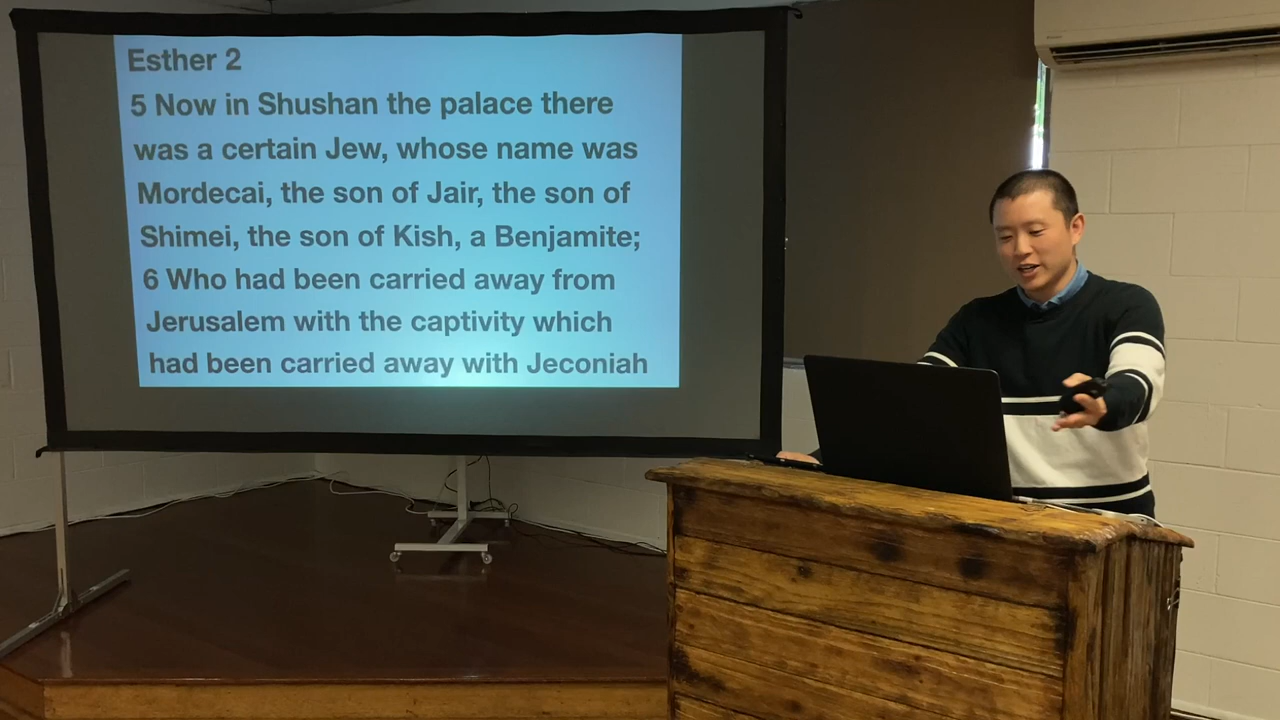 Esther 2
5 Now in Shushan the palace there
was a certain Jew, whose name was
Mordecai, the son of Jair, the son of
Shimei, the son of Kish, a Benjamite;
6 Who had been carried away from
Jerusalem with the captivity which
had been carried away with Jeconiah